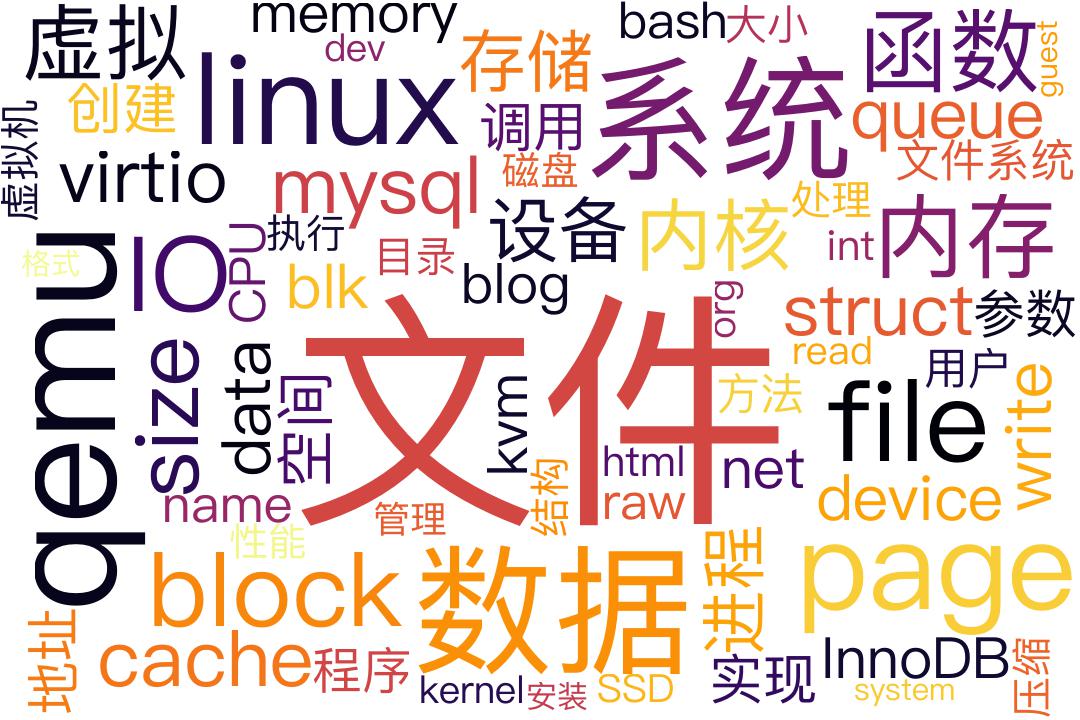 memory
bash
大小
虚拟
dev
存储
函数
guest
linux
创建
调用
系统
queue
虚拟机
virtio
mysql
磁盘
文件系统
执行
设备
内核
处理
内存
int
qemu
格式
IO
CPU
目录
blk
blog
org
struct
参数
文件
read
用户
size
data
空间
kvm
方法
file
write
html
net
name
管理
结构
raw
device
性能
block
数据
进程
page
地址
cache
程序
kernel
安装
SSD
实现
InnoDB
system
压缩